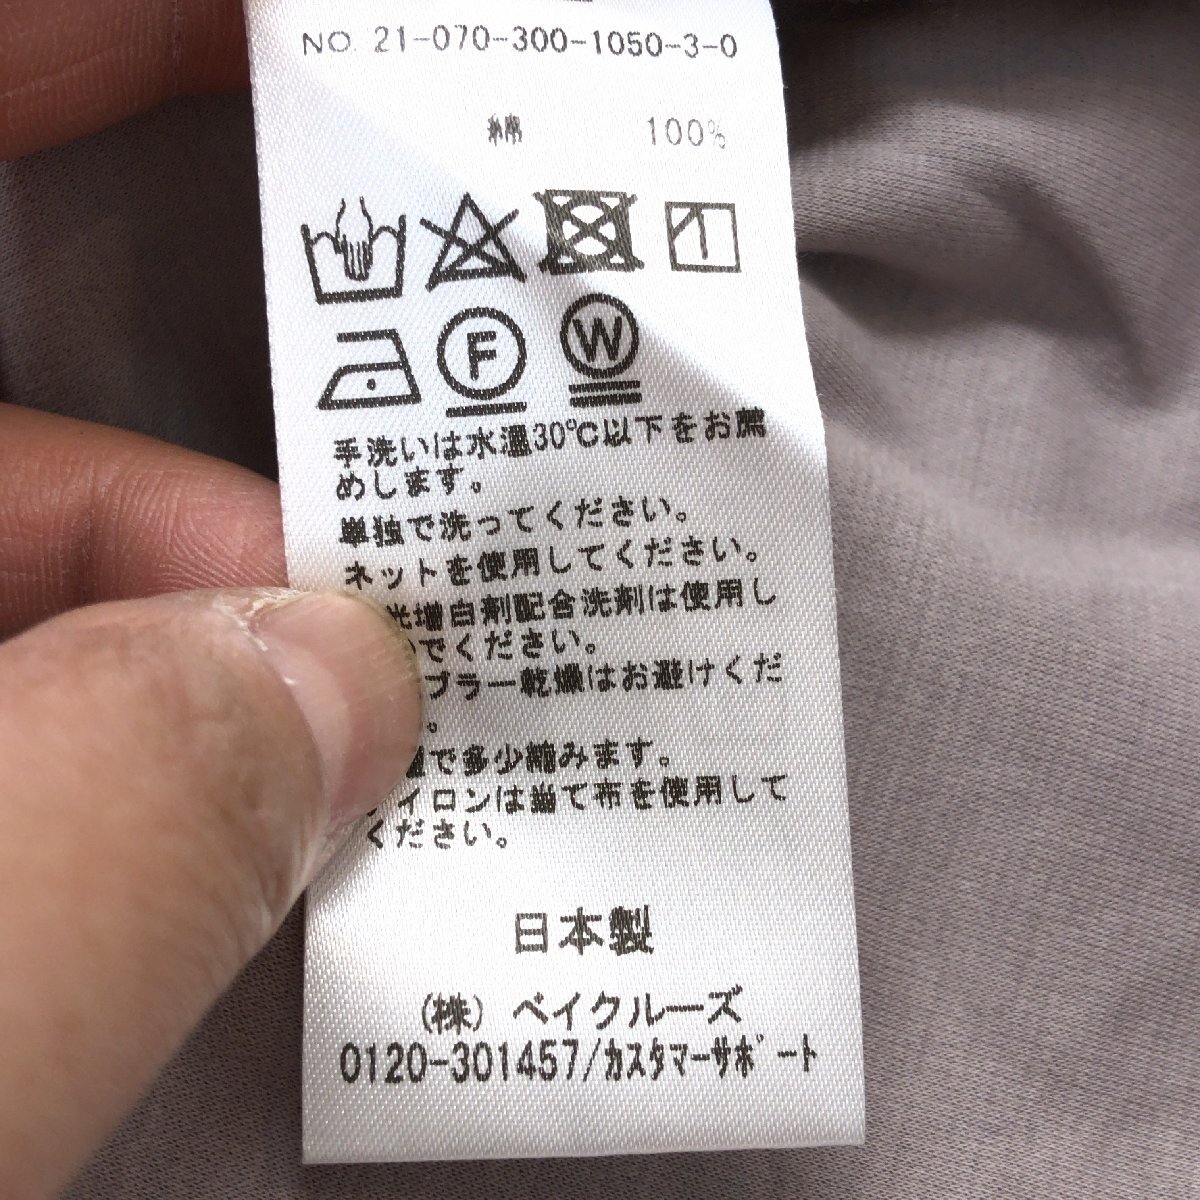 NO. 21-070-300-1050-3-0
綿 100%
F W
手洗いは水温30℃以下をお薦
めします。
単独で洗ってください。
ネットを使用してください。
光増白剤配合洗剤は使用し
でください。
ブラー乾燥はお避けくだ
。
で多少縮みます。
イロンは当て布を使用して
ください。
日本製
(株) ベイクルーズ
0120-301457/カスタマーサポート